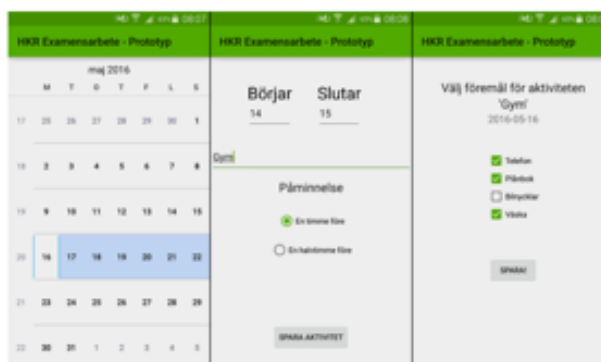 08:07
HKR Examensarbete - Prototyp
maj 2016
M T O T F L S
17 25 26 27 28 29 30 1
18 2 3 4 5 6 7 8
19 9 10 11 12 13 14 15
20 16 17 18 19 20 21 22
21 23 24 25 26 27 28 29
22 30 31 1 2 3 4 5
08:08
HKR Examensarbete - Prototyp
Börjar Slutar
14 15
Gym
Påminnelse
En timme före
En halvtimme före
SPARA AKTIVITET
HKR Examensarbete - Prototyp
Välj föremål för aktiviteten
'Gym'
2016-05-16
Telefon
Plånbok
Bilnycklar
Väska
SPARA!